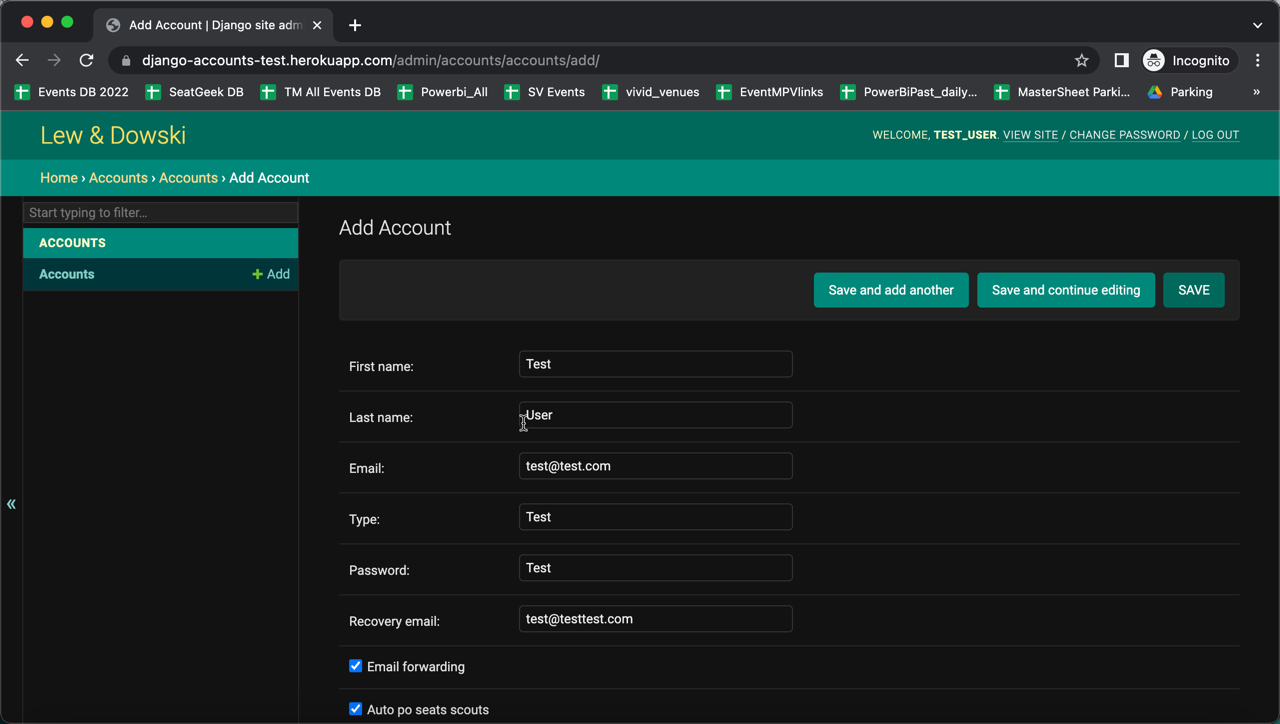 Add Account | Django site adm
django-accounts-test.herokuapp.com/admin/accounts/accounts/add/
Incognito
Events DB 2022 SeatGeek DB TM All Events DB Powerbi_All SV Events vivid_venues EventMPVlinks PowerBiPast_daily... MasterSheet Parki... Parking »
Lew & Dowski
WELCOME, TEST_USER. VIEW SITE / CHANGE PASSWORD / LOG OUT
Home › Accounts › Accounts › Add Account
Start typing to filter...
ACCOUNTS
Accounts + Add
«
Add Account
Save and add another Save and continue editing SAVE
First name: Test
Last name: User
Email: test@test.com
Type: Test
Password: Test
Recovery email: test@testtest.com
Email forwarding
Auto po seats scouts